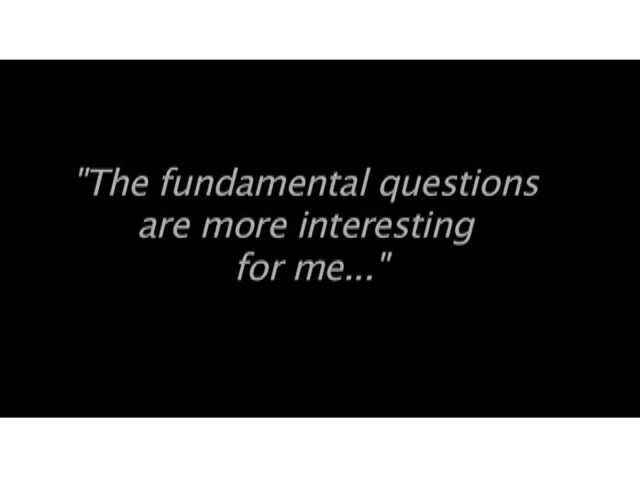 "The fundamental questions
are more interesting
for me..."